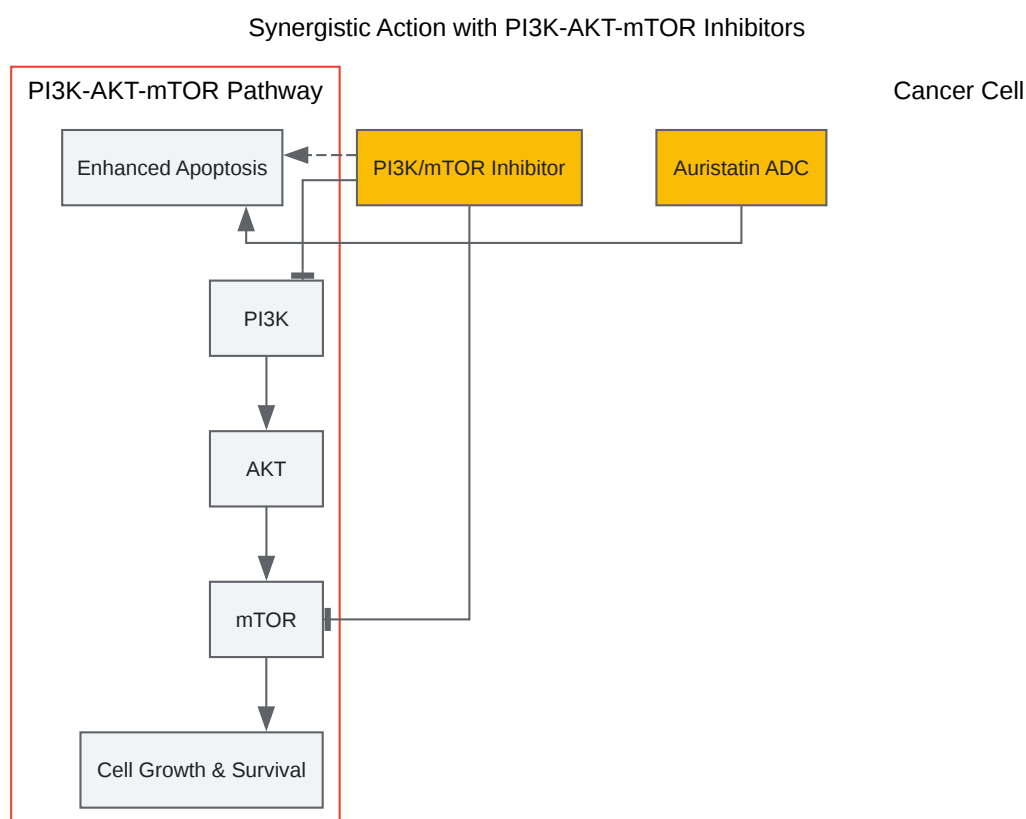 Synergistic Action with PI3K-AKT-mTOR Inhibitors
PI3K-AKT-mTOR Pathway
Cancer Cell
Enhanced Apoptosis
PI3K/mTOR Inhibitor
Auristatin ADC
PI3K
AKT
mTOR
Cell Growth & Survival